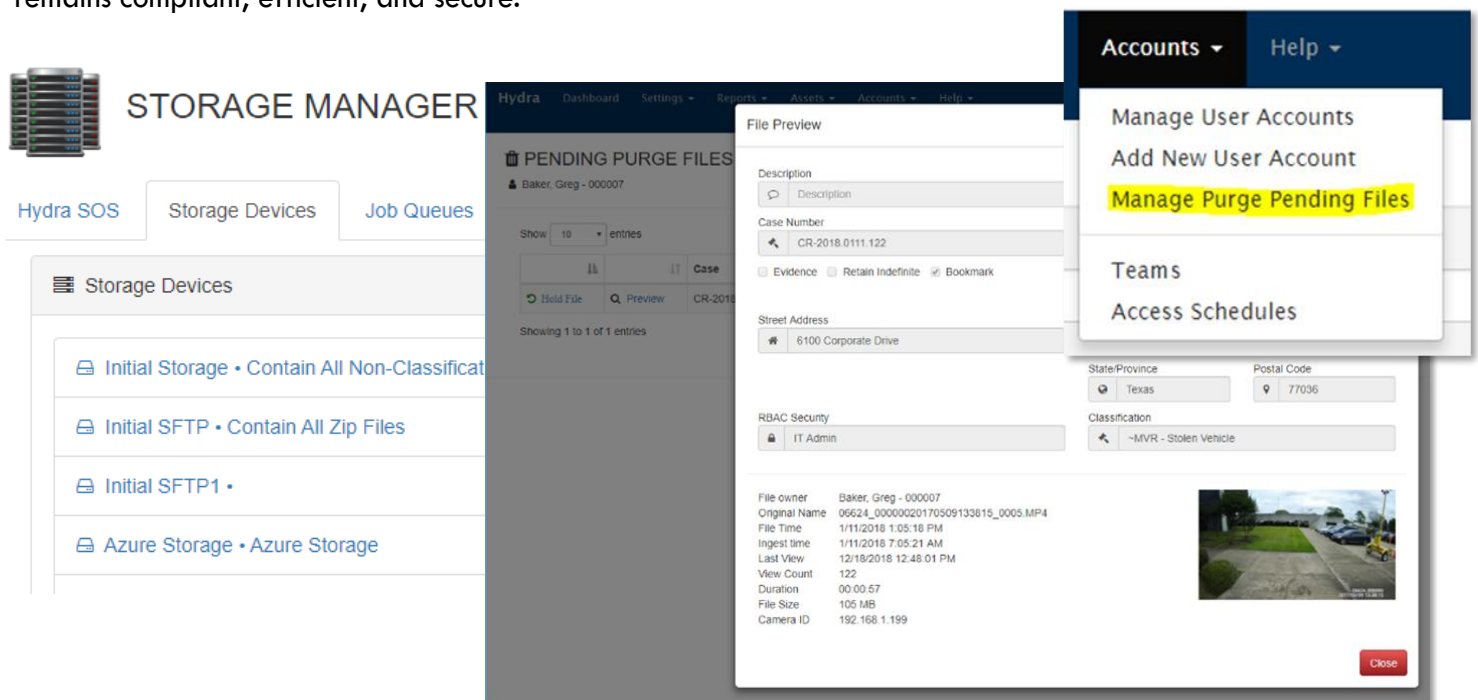 remains compliant, efficient, and secure.
STORAGE MANAGER
Hydra SOS Storage Devices Job Queues
Storage Devices
Initial Storage • Contain All Non-Classificat
Initial SFTP • Contain All Zip Files
Initial SFTP1 •
Azure Storage • Azure Storage
Hydra Dashboard Settings Reports Assets Accounts Help
PENDING PURGE FILES
Baker, Greg - 000007
Show 10 entries
Case
Hold File Preview CR-2018
Showing 1 to 1 of 1 entries
File Preview
Description
Description
Case Number
CR-2018.0111.122
Evidence Retain Indefinite Bookmark
Street Address
6100 Corporate Drive
State/Province Postal Code
Texas 77036
RBAC Security Classification
IT Admin ~MVR - Stolen Vehicle
File owner Baker, Greg - 000007
Original Name 06624_00000020170509133815_0005.MP4
File Time 1/11/2018 1:05:18 PM
Ingest time 1/11/2018 7:05:21 AM
Last View 12/18/2018 12:48:01 PM
View Count 122
Duration 00:00:57
File Size 105 MB
Camera ID 192.168.1.199
Close
Accounts Help
Manage User Accounts
Add New User Account
Manage Purge Pending Files
Teams
Access Schedules